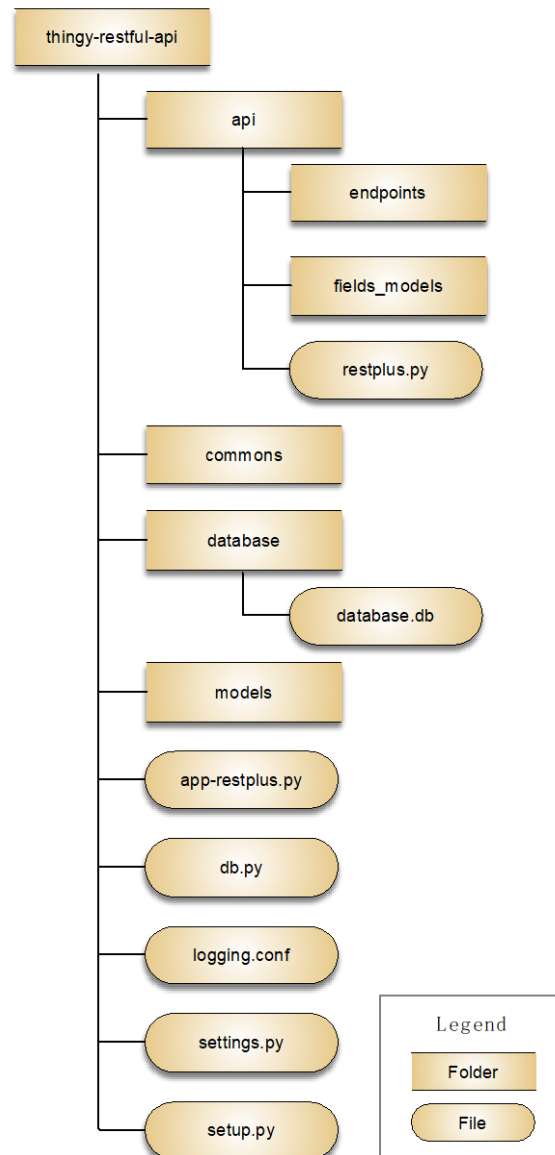 thingy-restful-api
api
endpoints
fields_models
restplus.py
commons
database
database.db
models
app-restplus.py
db.py
logging.conf
settings.py
setup.py
Legend
Folder
File